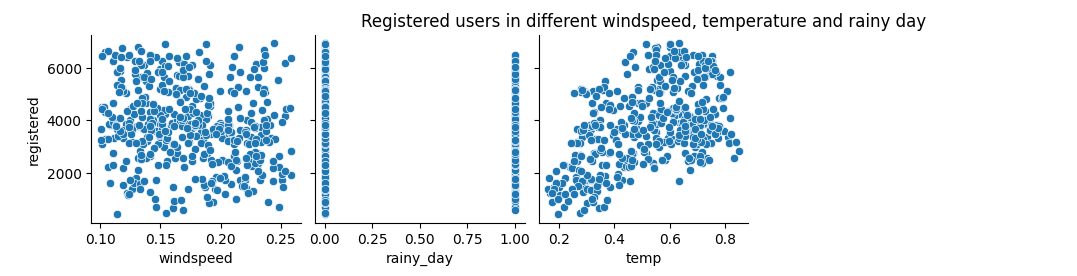 Registered users in different windspeed, temperature and rainy day
registered
6000
4000
2000
0.10 0.15 0.20 0.25
windspeed
0.00 0.25 0.50 0.75 1.00
rainy_day
0.2 0.4 0.6 0.8
temp